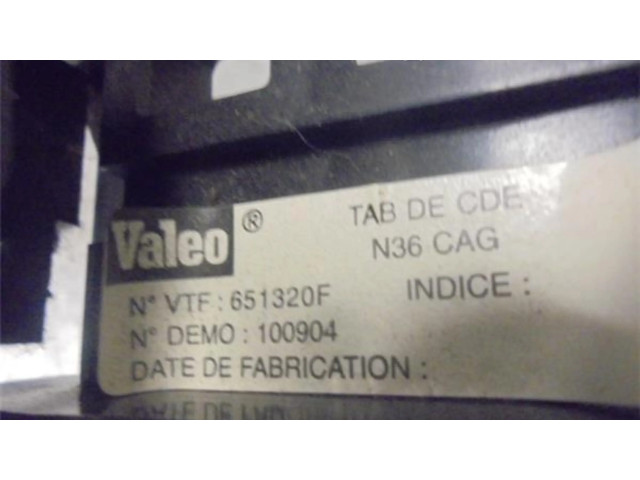 Valeo®
TAB DE CDE
N36 CAG
N° VTF : 651320F
INDICE :
N° DEMO : 100904
DATE DE FABRICATION :